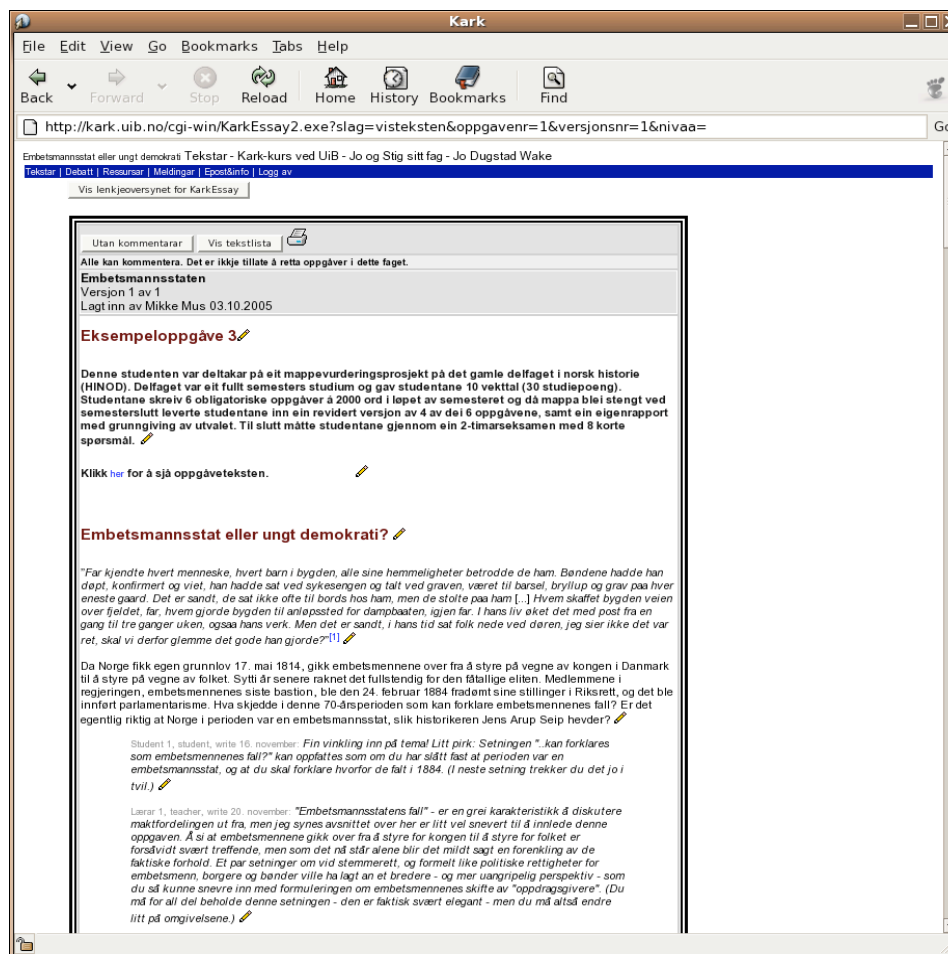 Kark
File Edit View Go Bookmarks Tabs Help
Back Forward Stop Reload Home History Bookmarks Find
http://kark.uib.no/cgi-win/KarkEssay2.exe?slag=visteksten&oppgavenr=1&versjonsnr=1&nivaa= Go
Embetsmannsstat eller ungt demokrati Tekstar - Kark-kurs ved UiB - Jo og Stig sitt fag - Jo Dugstad Wake
Tekstar | Debatt | Ressursar | Meldingar | Epost&info | Logg av
Vis lenkjeoversynet for KarkEssay
Utan kommentarar Vis tekstlista
Alle kan kommentera. Det er ikkje tillate å retta oppgåver i dette faget.
Embetsmannsstaten
Versjon 1 av 1
Lagt inn av Mikke Mus 03.10.2005
Eksempeloppgåve 3
Denne studenten var deltakar på eit mappevurderingsprosjekt på det gamle delfaget i norsk historie
(HINOD). Delfaget var eit fullt semesters studium og gav studentane 10 vekttal (30 studiepoeng).
Studentane skreiv 6 obligatoriske oppgåver á 2000 ord i løpet av semesteret og då mappa blei stengt ved
semesterslutt leverte studentane inn ein revidert versjon av 4 av dei 6 oppgåvene, samt ein eigenrapport
med grunngiving av utvalet. Til slutt måtte studentane gjennom ein 2-timarseksamen med 8 korte
spørsmål.
Klikk her for å sjå oppgåveteksten.
Embetsmannsstat eller ungt demokrati?
"Far kjendte hvert menneske, hvert barn i bygden, alle sine hemmeligheter betrodde de ham. Bøndene hadde han
døpt, konfirmert og viet, han hadde sat ved sykesengen og talt ved graven, været til barsel, bryllup og grav paa hver
eneste gaard. Det er sandt, de sat ikke ofte til bords hos ham, men de stolte paa ham [...] Hvem skaffet bygden veien
over fjeldet, far, hvem gjorde bygden til anløpssted for dampbaaten, igjen far. I hans liv øket det med post fra en
gang til tre ganger uken, ogsaa hans verk. Men det er sandt, i hans tid sat folk nede ved døren, jeg sier ikke det var
ret, skal vi derfor glemme det gode han gjorde?"[1]
Da Norge fikk egen grunnlov 17. mai 1814, gikk embetsmennene over fra å styre på vegne av kongen i Danmark
til å styre på vegne av folket. Sytti år senere raknet det fullstendig for den fåtallige eliten. Medlemmene i
regjeringen, embetsmennenes siste bastion, ble den 24. februar 1884 fradømt sine stillinger i Riksrett, og det ble
innført parlamentarisme. Hva skjedde i denne 70-årsperioden som kan forklare embetsmennenes fall? Er det
egentlig riktig at Norge i perioden var en embetsmannsstat, slik historikeren Jens Arup Seip hevder?
Student 1, student, write 16. november: Fin vinkling inn på tema! Litt pirk: Setningen "..kan forklares
som embetsmennenes fall?" kan oppfattes som om du har slått fast at perioden var en
embetsmannsstat, og at du skal forklare hvorfor de falt i 1884. (I neste setning trekker du det jo i
tvil.)
Lærar 1, teacher, write 20. november: "Embetsmannsstatens fall" - er en grei karakteristikk å diskutere
maktfordelingen ut fra, men jeg synes avsnittet over her er litt vel snevert til å innlede denne
oppgaven. Å si at embetsmennene gikk over fra å styre for kongen til å styre for folket er
forsåvidt svært treffende, men som det nå står alene blir det mildt sagt en forenkling av de
faktiske forhold. Et par setninger om vid stemmerett, og formelt like politiske rettigheter for
embetsmenn, borgere og bønder ville ha lagt an et bredere - og mer uangripelig perspektiv - som
du så kunne snevre inn med formuleringen om embetsmennenes skifte av "oppdragsgivere". (Du
må for all del beholde denne setningen - den er faktisk svært elegant - men du må altså endre
litt på omgivelsene.)